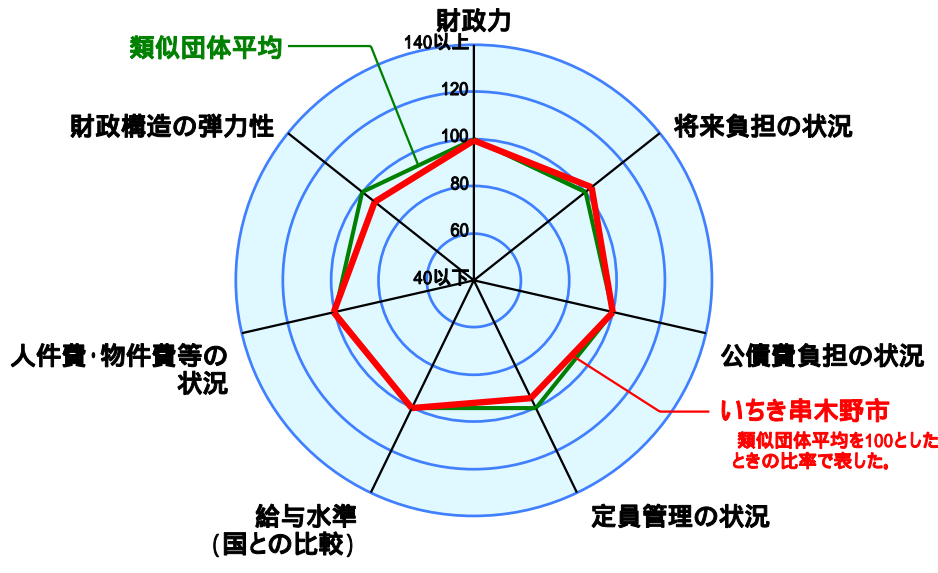 財政力
類似団体平均
140以上
120
100
80
60
40以下
財政構造の弾力性
将来負担の状況
人件費・物件費等の
状況
公債費負担の状況
いちき串木野市
類似団体平均を100とした
ときの比率で表した。
給与水準
(国との比較)
定員管理の状況